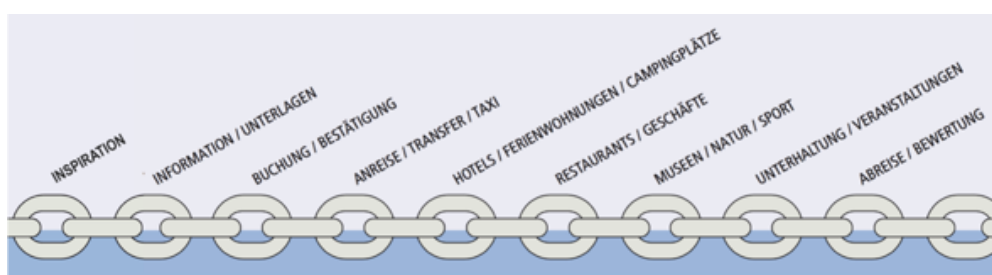 INSPIRATION
INFORMATION / UNTERLAGEN
BUCHUNG / BESTÄTIGUNG
ANREISE / TRANSFER / TAXI
HOTELS / FERIENWOHNUNGEN / CAMPINGPLÄTZE
RESTAURANTS / GESCHÄFTE
MUSEEN / NATUR / SPORT
UNTERHALTUNG / VERANSTALTUNGEN
ABREISE / BEWERTUNG